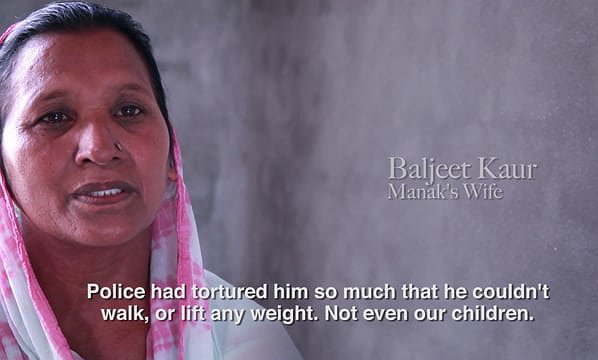 Baljeet Kaur
Manak's Wife
Police had tortured him so much that he couldn't
walk, or lift any weight. Not even our children.